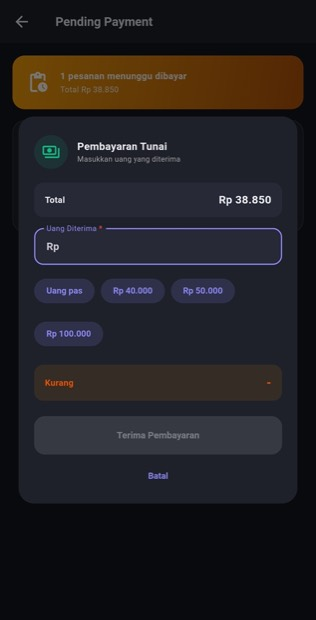 Pending Payment
1 pesanan menunggu dibayar
Total Rp 38.850
Pembayaran Tunai
Masukkan uang yang diterima
Total Rp 38.850
Uang Diterima *
Rp
Uang pas Rp 40.000 Rp 50.000
Rp 100.000
Kurang -
Terima Pembayaran
Batal